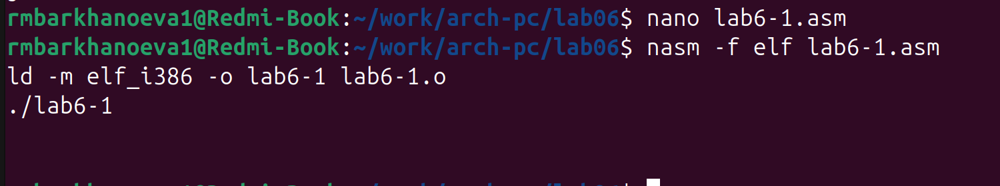 rmbarkhanoeva1@Redmi-Book:~/work/arch-pc/lab06$ nano lab6-1.asm
rmbarkhanoeva1@Redmi-Book:~/work/arch-pc/lab06$ nasm -f elf lab6-1.asm
ld -m elf_i386 -o lab6-1 lab6-1.o
./lab6-1